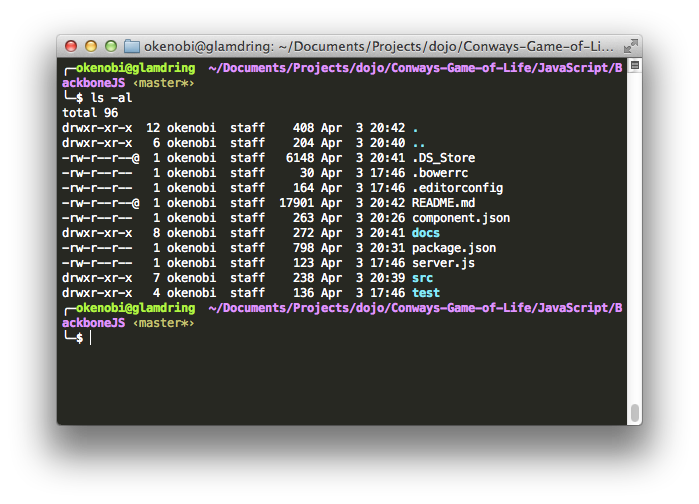 okenobi@glamdring: ~/Documents/Projects/dojo/Conways-Game-of-Li...
╭─okenobi@glamdring  ~/Documents/Projects/dojo/Conways-Game-of-Life/JavaScript/B
ackboneJS ‹master*›
╰─$ ls -al
total 96
drwxr-xr-x  12 okenobi  staff    408 Apr  3 20:42 .
drwxr-xr-x   6 okenobi  staff    204 Apr  3 20:40 ..
-rw-r--r--@  1 okenobi  staff   6148 Apr  3 20:41 .DS_Store
-rw-r--r--   1 okenobi  staff     30 Apr  3 17:46 .bowerrc
-rw-r--r--   1 okenobi  staff    164 Apr  3 17:46 .editorconfig
-rw-r--r--@  1 okenobi  staff  17901 Apr  3 20:42 README.md
-rw-r--r--   1 okenobi  staff    263 Apr  3 20:26 component.json
drwxr-xr-x   8 okenobi  staff    272 Apr  3 20:41 docs
-rw-r--r--   1 okenobi  staff    798 Apr  3 20:31 package.json
-rw-r--r--   1 okenobi  staff    123 Apr  3 17:46 server.js
drwxr-xr-x   7 okenobi  staff    238 Apr  3 20:39 src
drwxr-xr-x   4 okenobi  staff    136 Apr  3 17:46 test
╭─okenobi@glamdring  ~/Documents/Projects/dojo/Conways-Game-of-Life/JavaScript/B
ackboneJS ‹master*›
╰─$